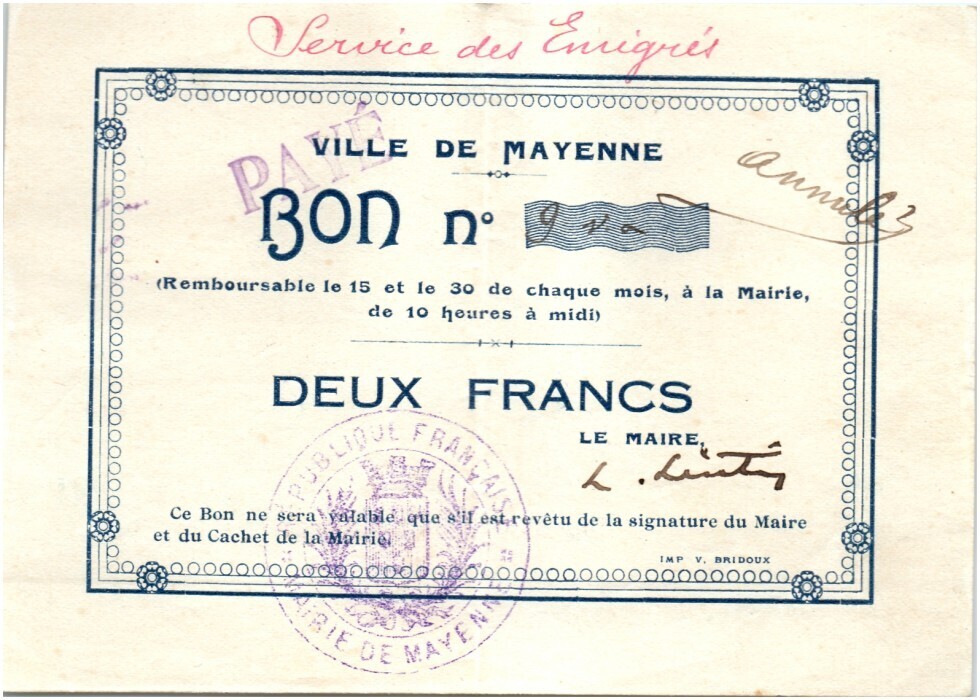 Service des Emigrés
PAYÉ
VILLE DE MAYENNE
BON n°
(Remboursable le 15 et le 30 de chaque mois, à la Mairie,
de 10 heures à midi)
DEUX FRANCS
LE MAIRE,
RÉPUBLIQUE FRANÇAISE
Ce Bon ne sera valable que s'il est revêtu de la signature du Maire
et du Cachet de la Mairie.
IMP V. BRIDOUX
MAIRIE DE MAYENNE